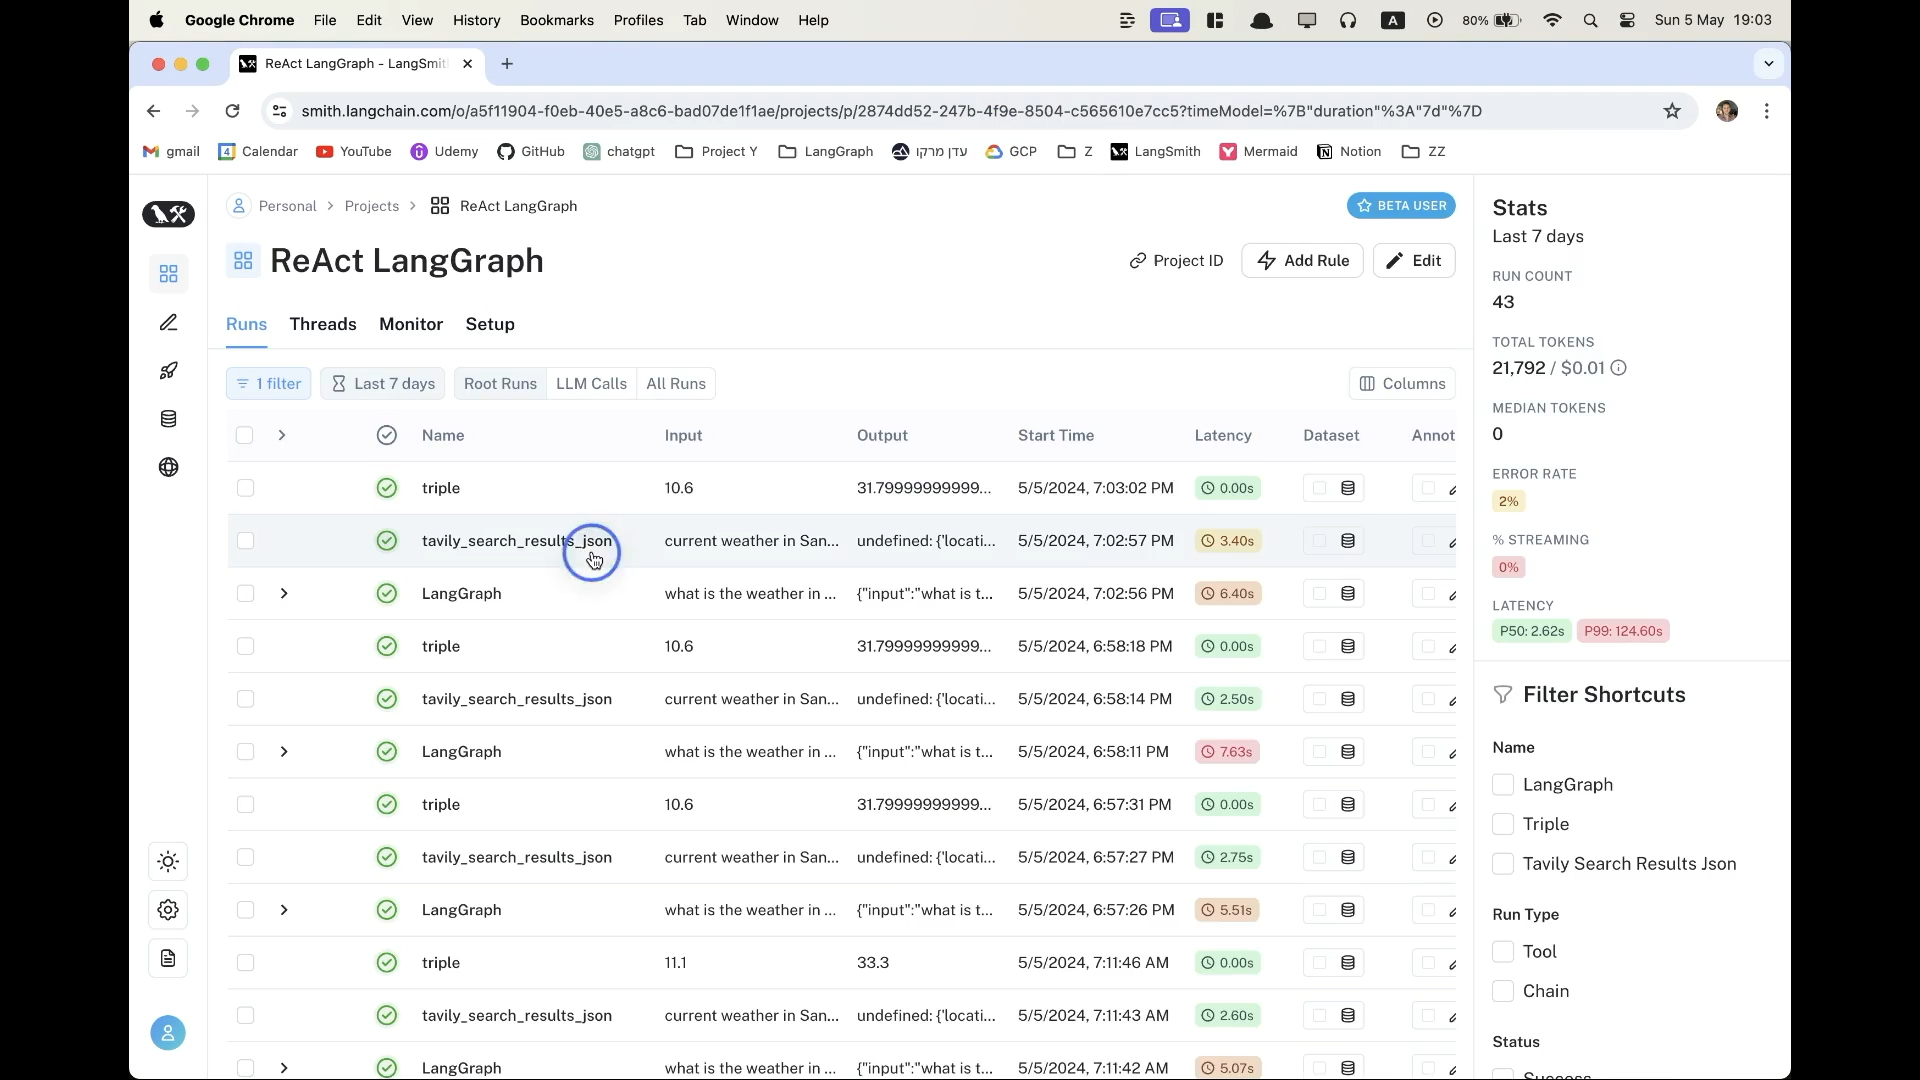 Google Chrome File Edit View History Bookmarks Profiles Tab Window Help A 80% Sun 5 May 19:03
ReAct LangGraph - LangSmit
smith.langchain.com/o/a5f11904-f0eb-40e5-a8c6-bad07de1f1ae/projects/p/2874dd52-247b-4f9e-8504-c565610e7cc5?timeModel=%7B"duration"%3A"7d"%7D
gmail 4 Calendar YouTube Udemy GitHub chatgpt Project Y LangGraph עדן מרקו GCP Z LangSmith Mermaid Notion ZZ
Personal Projects ReAct LangGraph BETA USER
ReAct LangGraph Project ID Add Rule Edit
Runs Threads Monitor Setup
1 filter Last 7 days Root Runs LLM Calls All Runs Columns
Name Input Output Start Time Latency Dataset Annot
triple 10.6 31.79999999999... 5/5/2024, 7:03:02 PM 0.00s
tavily_search_results_json current weather in San... undefined: {'locati... 5/5/2024, 7:02:57 PM 3.40s
LangGraph what is the weather in ... {"input":"what is t... 5/5/2024, 7:02:56 PM 6.40s
triple 10.6 31.79999999999... 5/5/2024, 6:58:18 PM 0.00s
tavily_search_results_json current weather in San... undefined: {'locati... 5/5/2024, 6:58:14 PM 2.50s
LangGraph what is the weather in ... {"input":"what is t... 5/5/2024, 6:58:11 PM 7.63s
triple 10.6 31.79999999999... 5/5/2024, 6:57:31 PM 0.00s
tavily_search_results_json current weather in San... undefined: {'locati... 5/5/2024, 6:57:27 PM 2.75s
LangGraph what is the weather in ... {"input":"what is t... 5/5/2024, 6:57:26 PM 5.51s
triple 11.1 33.3 5/5/2024, 7:11:46 AM 0.00s
tavily_search_results_json current weather in San... undefined: {'locati... 5/5/2024, 7:11:43 AM 2.60s
LangGraph what is the weather in ... {"input":"what is t... 5/5/2024, 7:11:42 AM 5.07s
Stats
Last 7 days
RUN COUNT
43
TOTAL TOKENS
21,792 / $0.01
MEDIAN TOKENS
0
ERROR RATE
2%
% STREAMING
0%
LATENCY
P50: 2.62s P99: 124.60s
Filter Shortcuts
Name
LangGraph
Triple
Tavily Search Results Json
Run Type
Tool
Chain
Status
Success